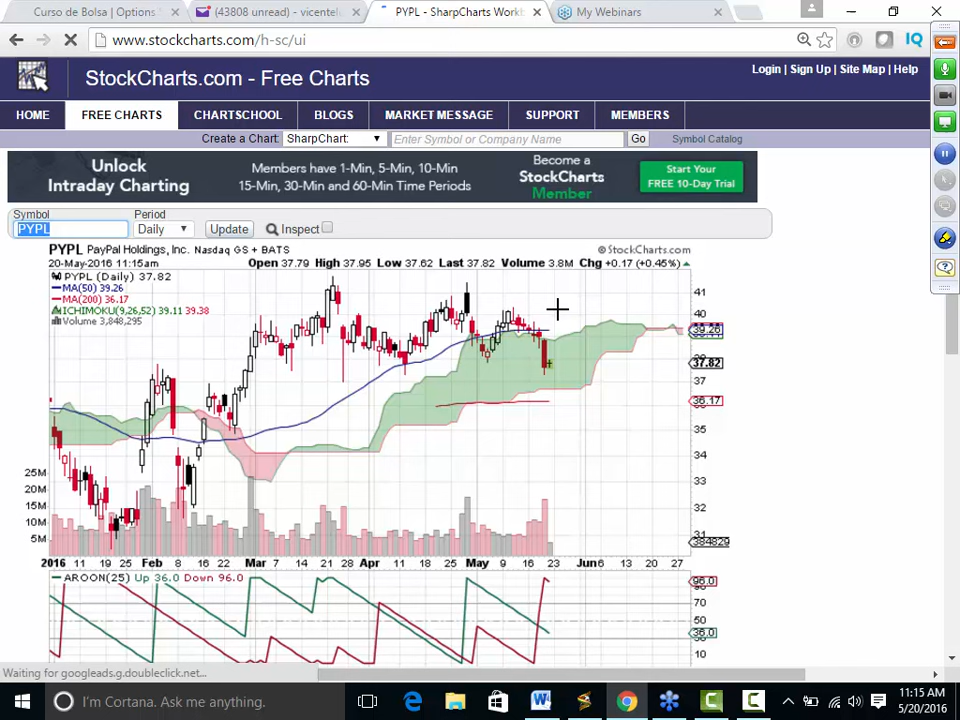 Curso de Bolsa | Options
(43808 unread) - vicentel
PYPL - SharpCharts Workb
My Webinars
www.stockcharts.com/h-sc/ui
IQ
StockCharts.com - Free Charts
Login | Sign Up | Site Map | Help
HOME FREE CHARTS CHARTSCHOOL BLOGS MARKET MESSAGE SUPPORT MEMBERS
Create a Chart: SharpChart: Enter Symbol or Company Name Go Symbol Catalog
Unlock
Intraday Charting
Members have 1-Min, 5-Min, 10-Min
15-Min, 30-Min and 60-Min Time Periods
Become a
StockCharts
Member
Start Your
FREE 10-Day Trial
Symbol Period
PYPL Daily Update Inspect
PYPL PayPal Holdings, Inc. Nasdaq GS + BATS © StockCharts.com
20-May-2016 11:15am Open 37.79 High 37.95 Low 37.62 Last 37.82 Volume 3.8M Chg +0.17 (+0.45%)
PYPL (Daily) 37.82
MA(50) 39.26
MA(200) 36.17
ICHIMOKU(9,26,52) 39.11 39.38
Volume 3,848,295
41
40
39.26
37.82
37
36.17
35
34
33
32
31
25M
20M
15M
10M
5M
384829
2016 Feb 8 16 22 Mar 7 14 21 28 Apr 11 18 25 May 9 16 23 Jun 6 13 20 27
AROON(25) Up 36.0 Down 96.0
96.0
70
50
36.0
10
Waiting for googleads.g.doubleclick.net...
I'm Cortana. Ask me anything.
11:15 AM
5/20/2016